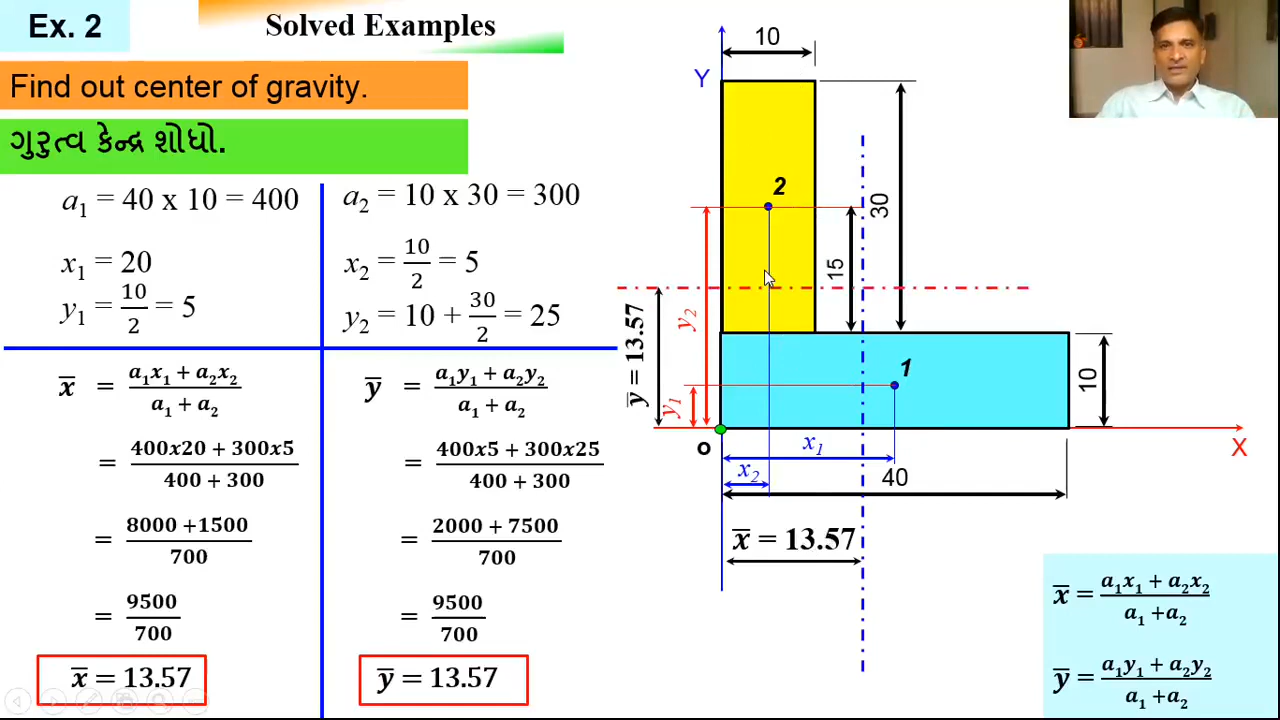 Ex. 2
Solved Examples
Find out center of gravity.
ગુરુત્વ કેન્દ્ર શોધો.
a₁ = 40 x 10 = 400
x₁ = 20
y₁ = 10/2 = 5
a₂ = 10 x 30 = 300
x₂ = 10/2 = 5
y₂ = 10 + 30/2 = 25
x̅ = (a₁x₁ + a₂x₂)/(a₁ + a₂)
= (400x20 + 300x5)/(400 + 300)
= (8000 +1500)/700
= 9500/700
x̅ = 13.57
y̅ = (a₁y₁ + a₂y₂)/(a₁ + a₂)
= (400x5 + 300x25)/(400 + 300)
= (2000 + 7500)/700
= 9500/700
y̅ = 13.57
10
Y
2
30
15
y₂
y̅ = 13.57
1
10
y₁
O
X
x₁
x₂
40
x̅ = 13.57
x̅ = (a₁x₁ + a₂x₂)/(a₁ +a₂)
y̅ = (a₁y₁ + a₂y₂)/(a₁ +a₂)